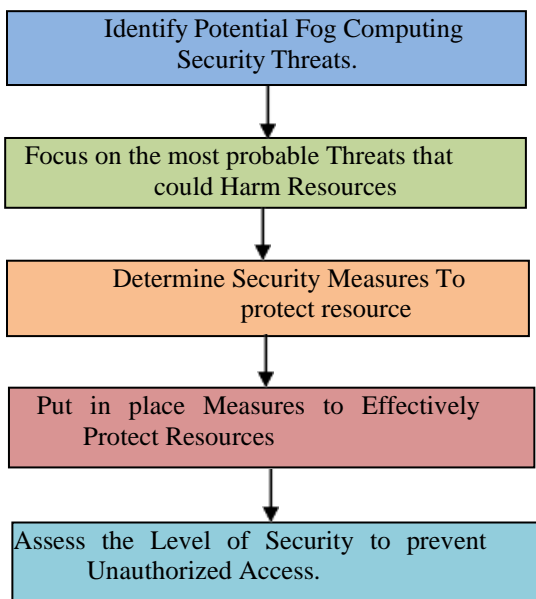 Identify Potential Fog Computing
Security Threats.
Focus on the most probable Threats that
could Harm Resources
Determine Security Measures To
protect resource
Put in place Measures to Effectively
Protect Resources
Assess the Level of Security to prevent
Unauthorized Access.